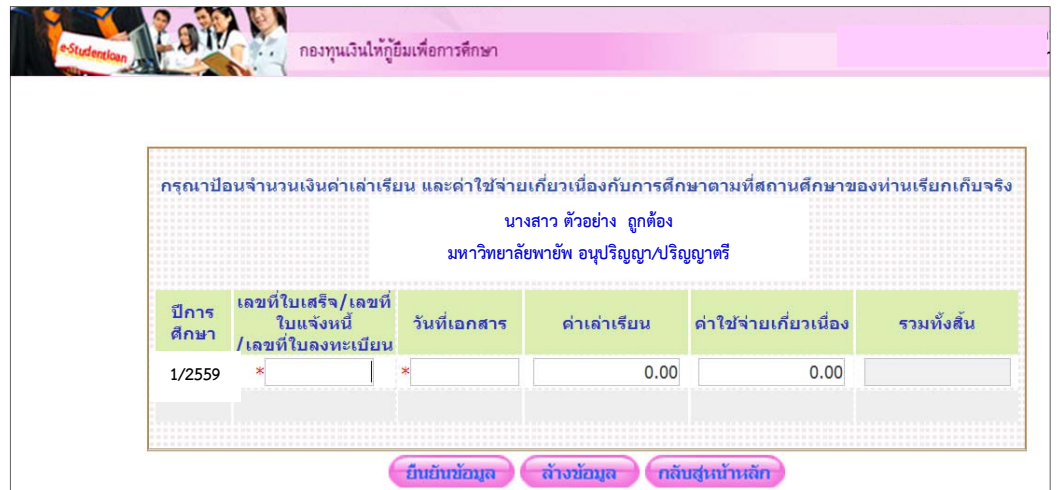 e-Studentloan
กองทุนเงินให้กู้ยืมเพื่อการศึกษา
กรุณาป้อนจำนวนเงินค่าเล่าเรียน และค่าใช้จ่ายเกี่ยวเนื่องกับการศึกษาตามที่สถานศึกษาของท่านเรียกเก็บจริง
นางสาว ตัวอย่าง ถูกต้อง
มหาวิทยาลัยพายัพ อนุปริญญา/ปริญญาตรี
ปีการ
ศึกษา
เลขที่ใบเสร็จ/เลขที่
ใบแจ้งหนี้
/เลขที่ใบลงทะเบียน
วันที่เอกสาร
ค่าเล่าเรียน
ค่าใช้จ่ายเกี่ยวเนื่อง
รวมทั้งสิ้น
1/2559 * * 0.00 0.00
ยืนยันข้อมูล ล้างข้อมูล กลับสู่หน้าหลัก